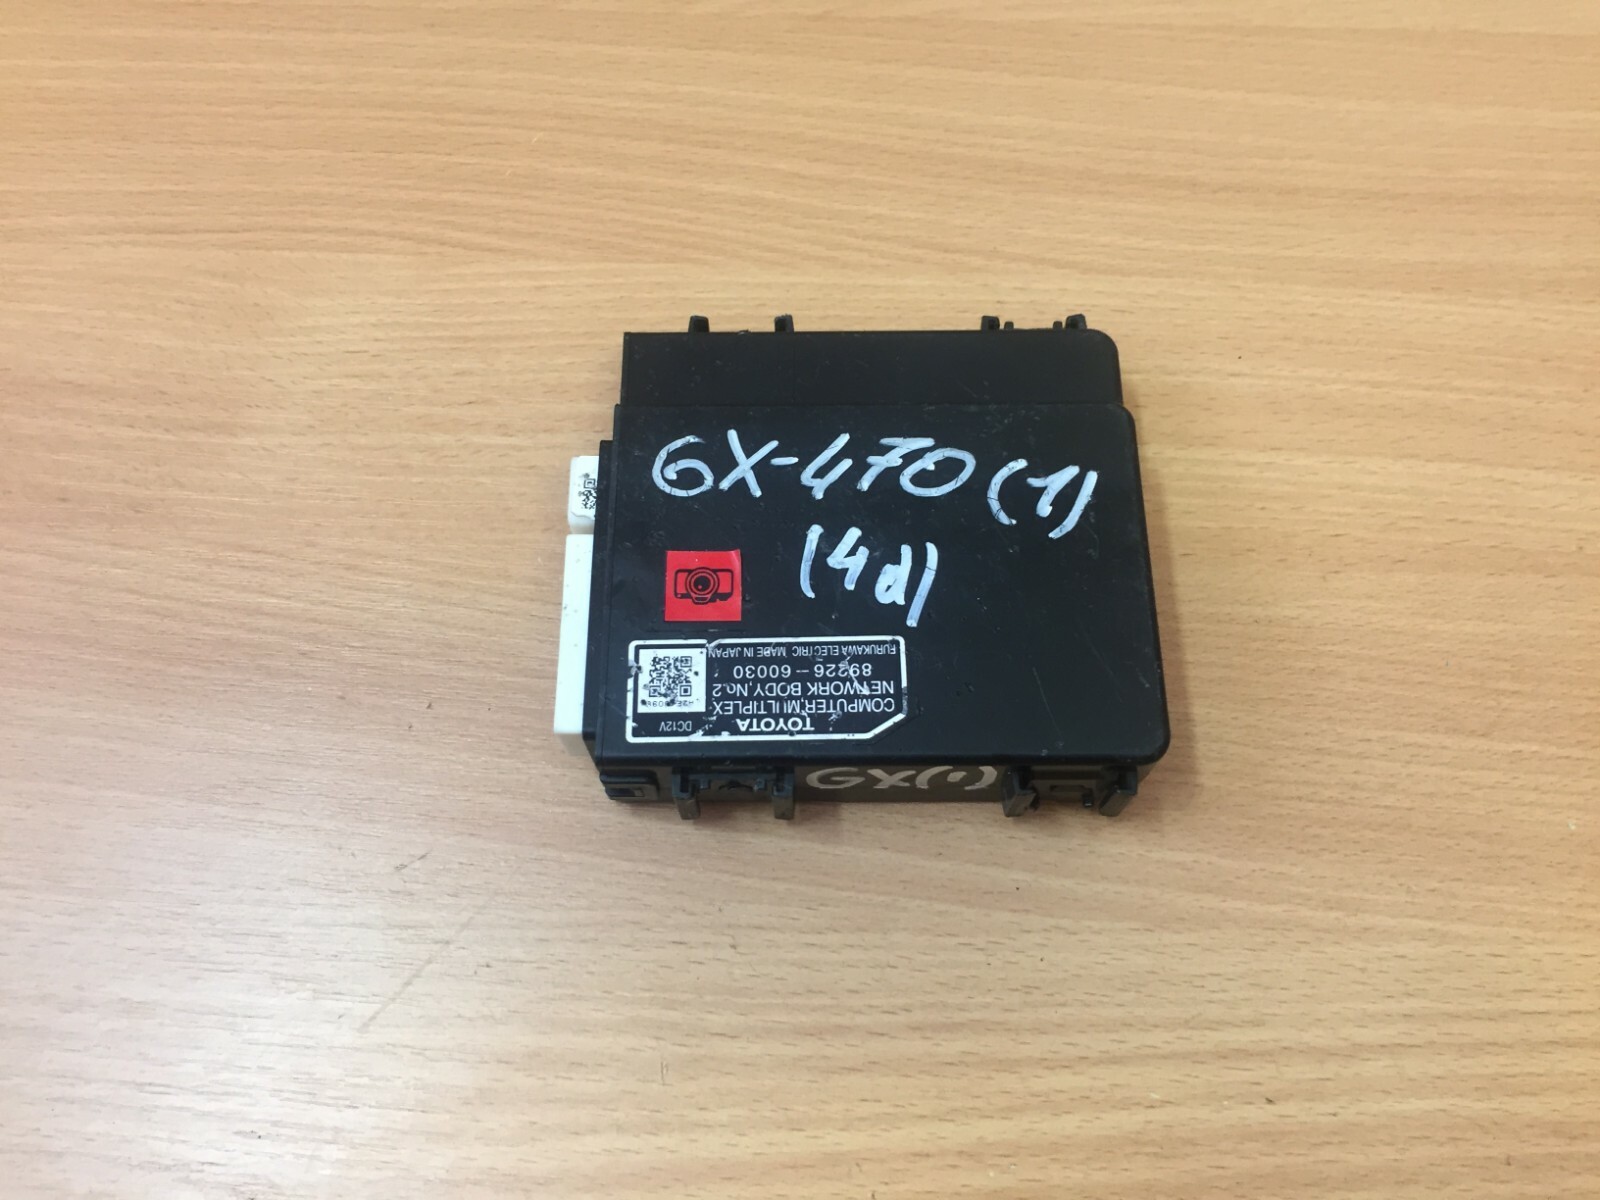 GX-470 (1)
(4d)
TOYOTA DC12V
COMPUTER,MULTIPLEX
NETWORK BODY,No.2
89226-60030
FURUKAWA ELECTRIC MADE IN JAPAN
GX(1)